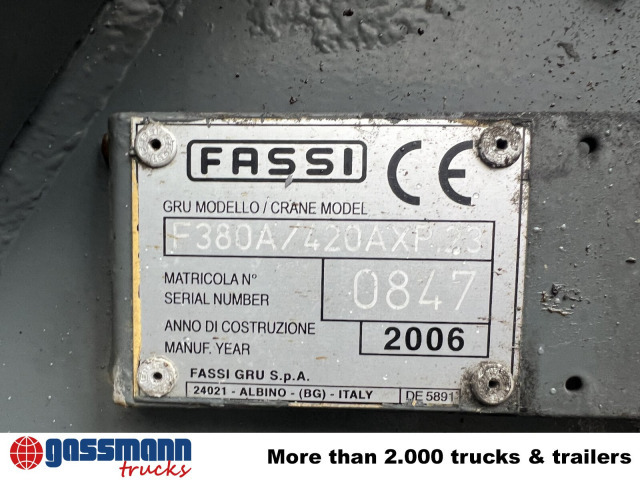 FASSI CE
GRU MODELLO / CRANE MODEL
F380A/420AXP.23
MATRICOLA N°
SERIAL NUMBER
0847
ANNO DI COSTRUZIONE
MANUF. YEAR
2006
FASSI GRU S.p.A.
24021 - ALBINO - (BG) - ITALY
DE 5891
gassmann
trucks
More than 2.000 trucks & trailers